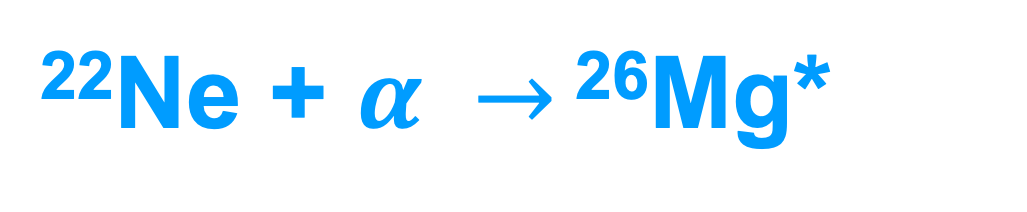 ²²Ne + α → ²⁶Mg*